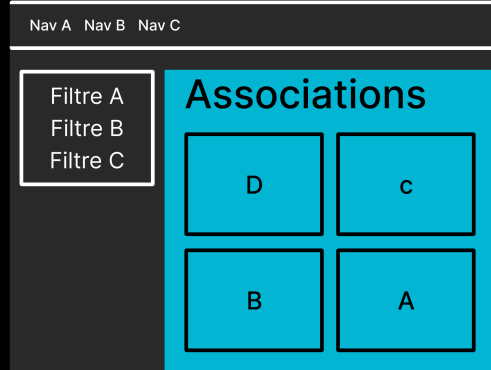 Nav A Nav B Nav C
Filtre A
Filtre B
Filtre C
Associations
D c
B A